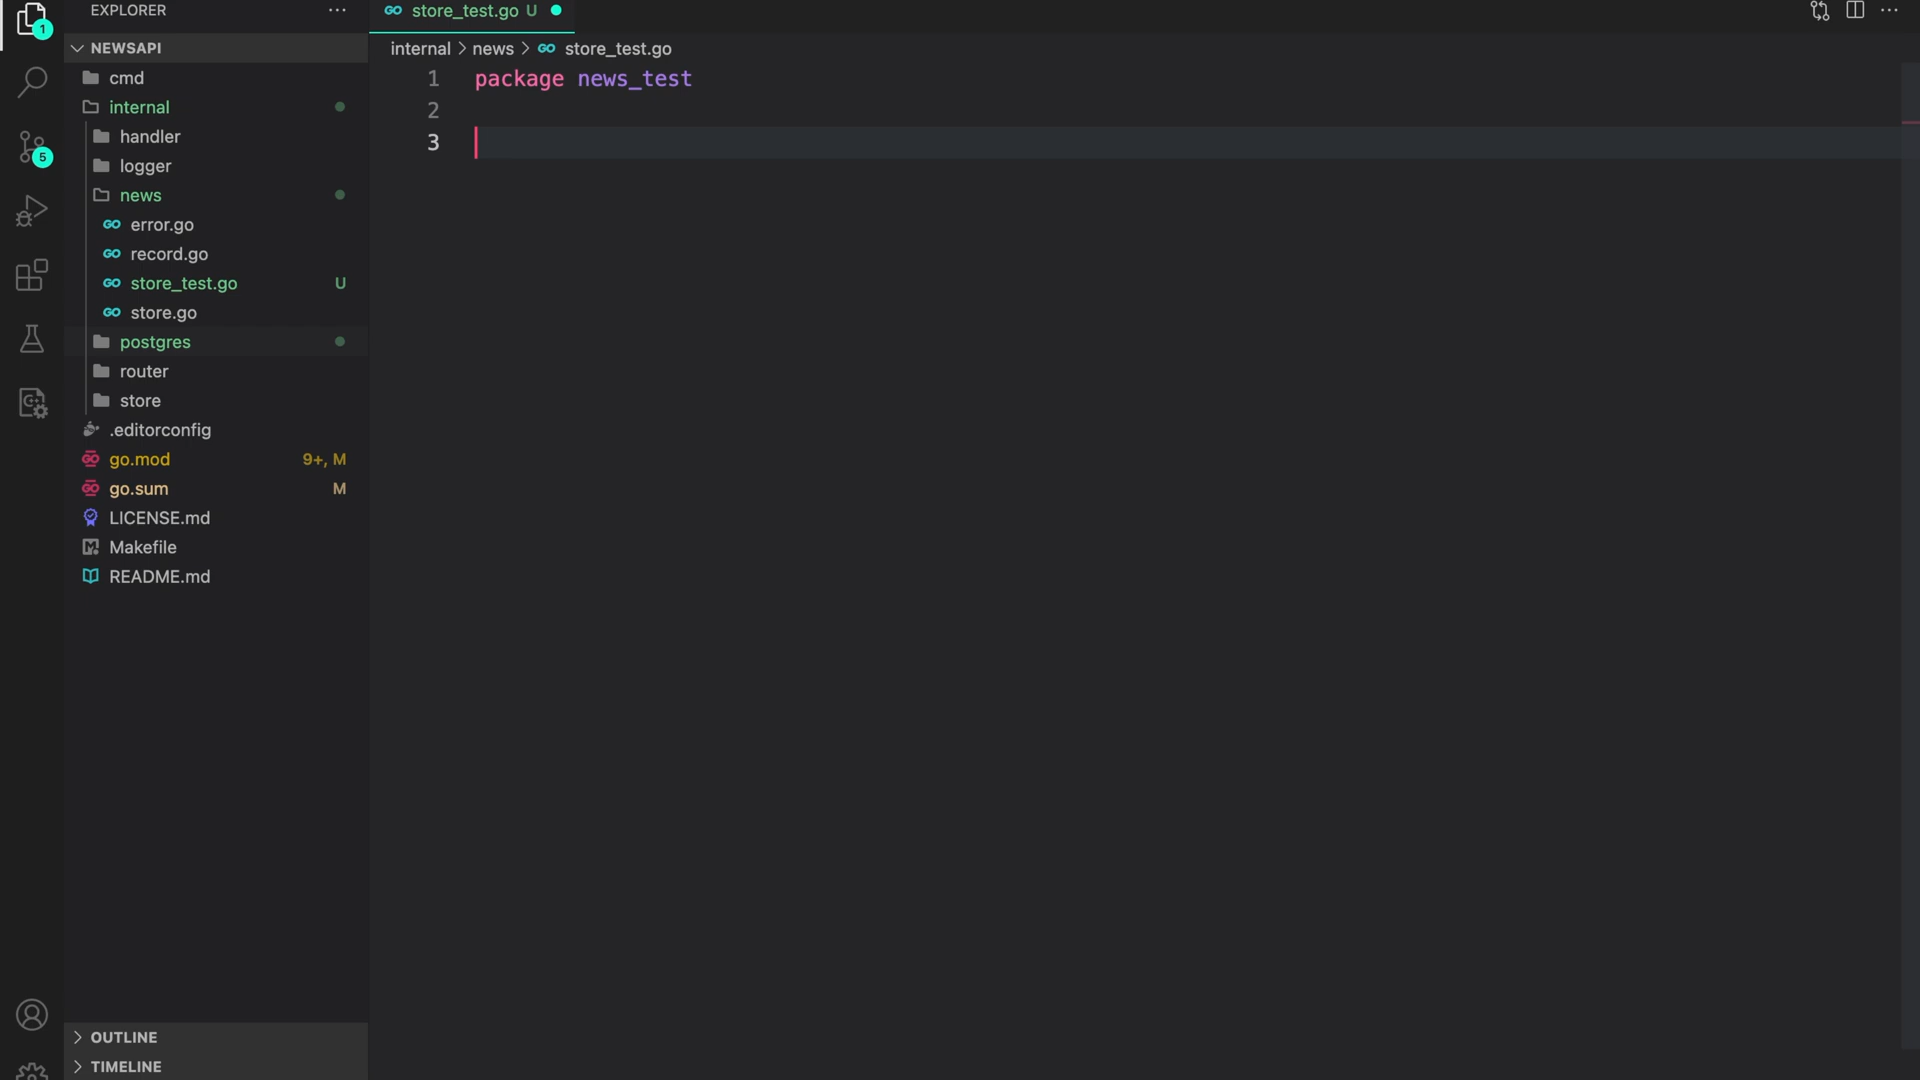 EXPLORER
NEWSAPI
cmd
internal
handler
logger
news
error.go
record.go
store_test.go U
store.go
postgres
router
store
.editorconfig
go.mod 9+, M
go.sum M
LICENSE.md
Makefile
README.md
OUTLINE
TIMELINE
1
5
store_test.go U
internal > news > store_test.go
1 package news_test
2
3